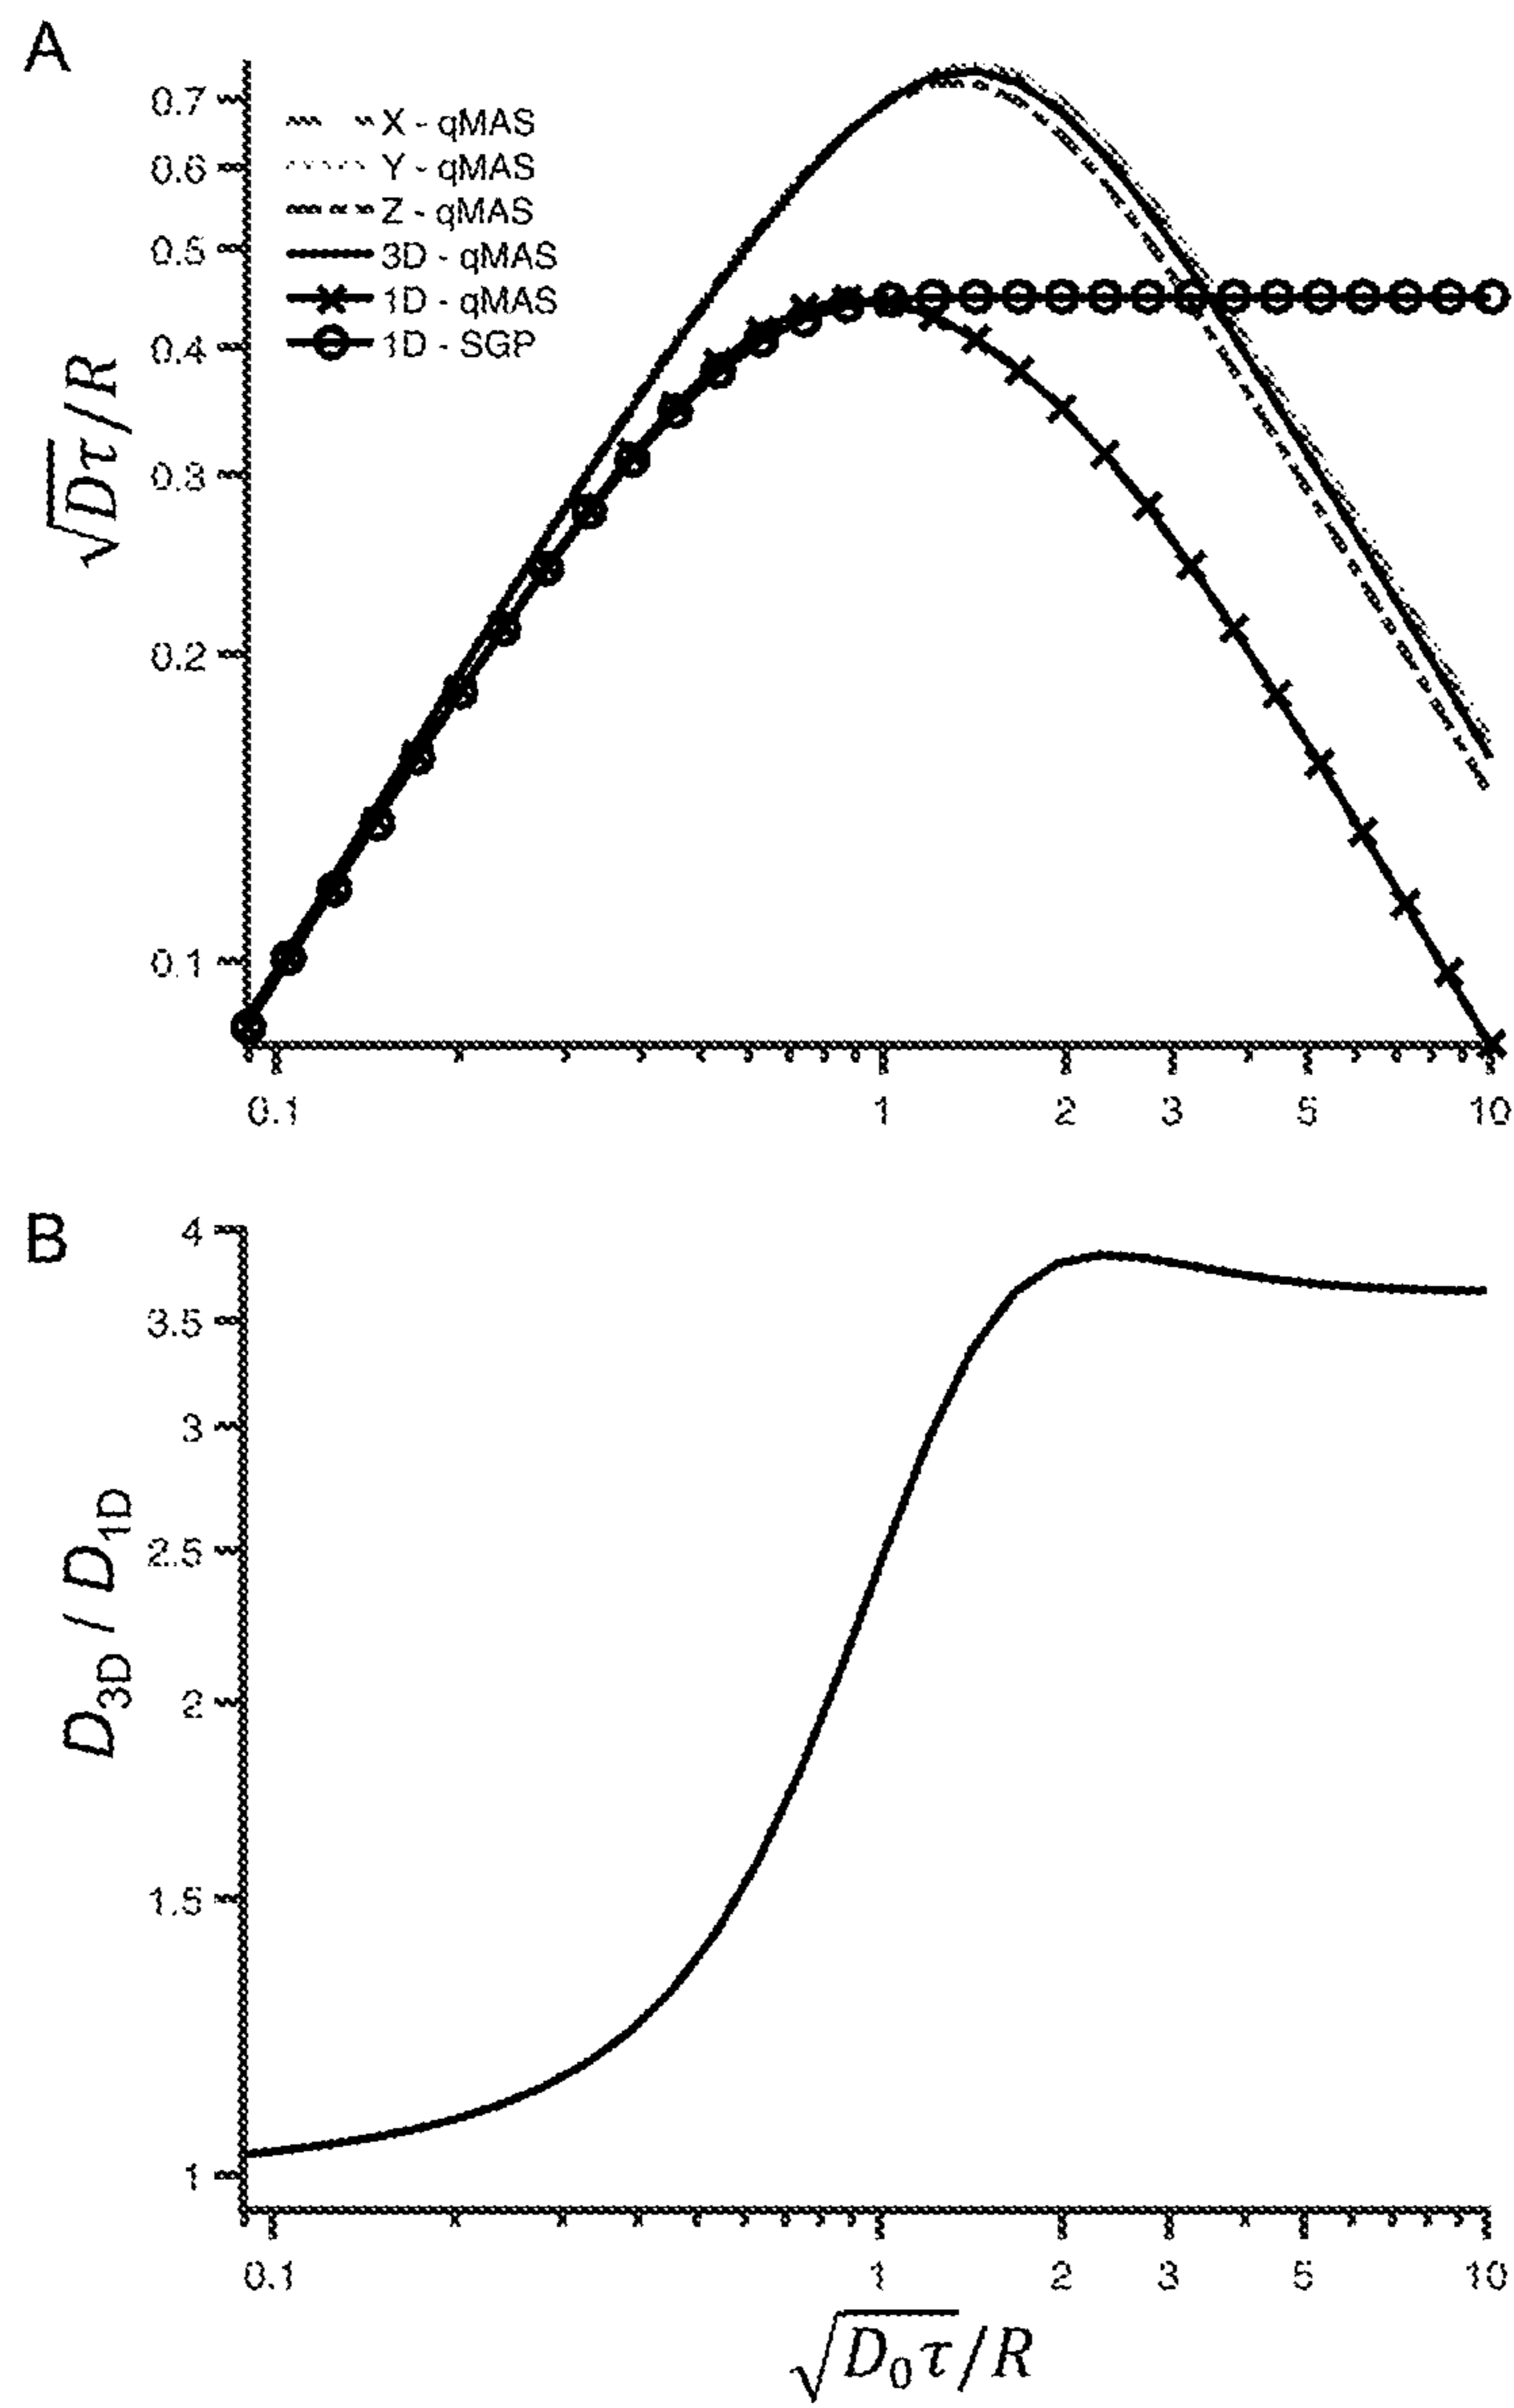 A
0.7
0.6
0.5
0.4
0.3
0.2
0.1
√Dτ/R
X - qMAS
Y - qMAS
Z - qMAS
3D - qMAS
1D - qMAS
1D - SGP
0.1 1 2 3 5 10
B
4
3.5
3
2.5
2
1.5
1
D3D / D1D
0.1 1 2 3 5 10
√D₀τ/R